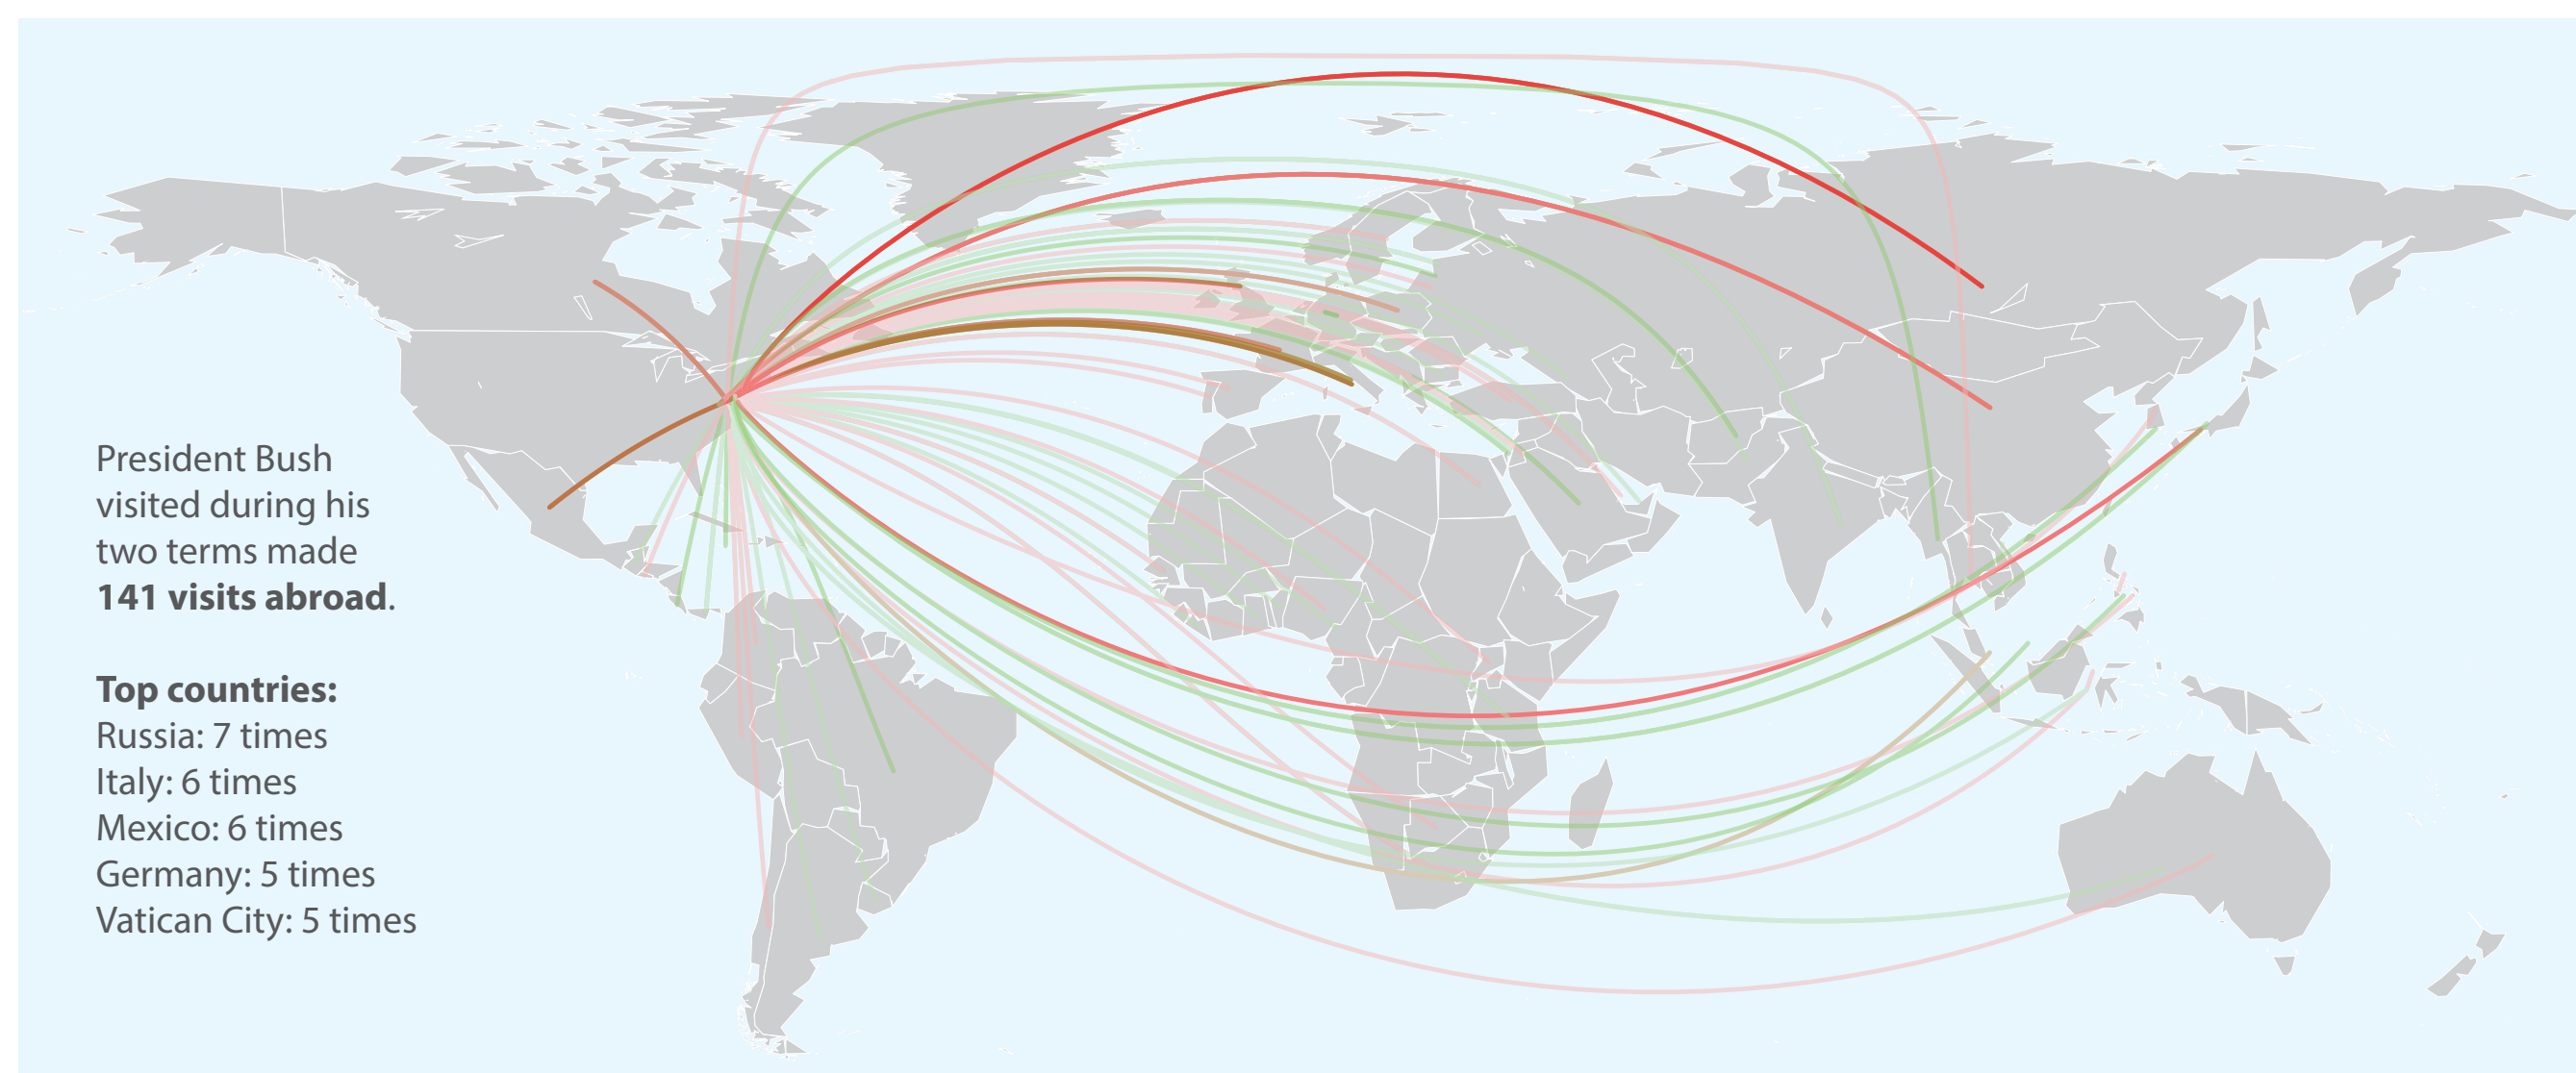 President Bush
visited during his
two terms made
141 visits abroad.
Top countries:
Russia: 7 times
Italy: 6 times
Mexico: 6 times
Germany: 5 times
Vatican City: 5 times